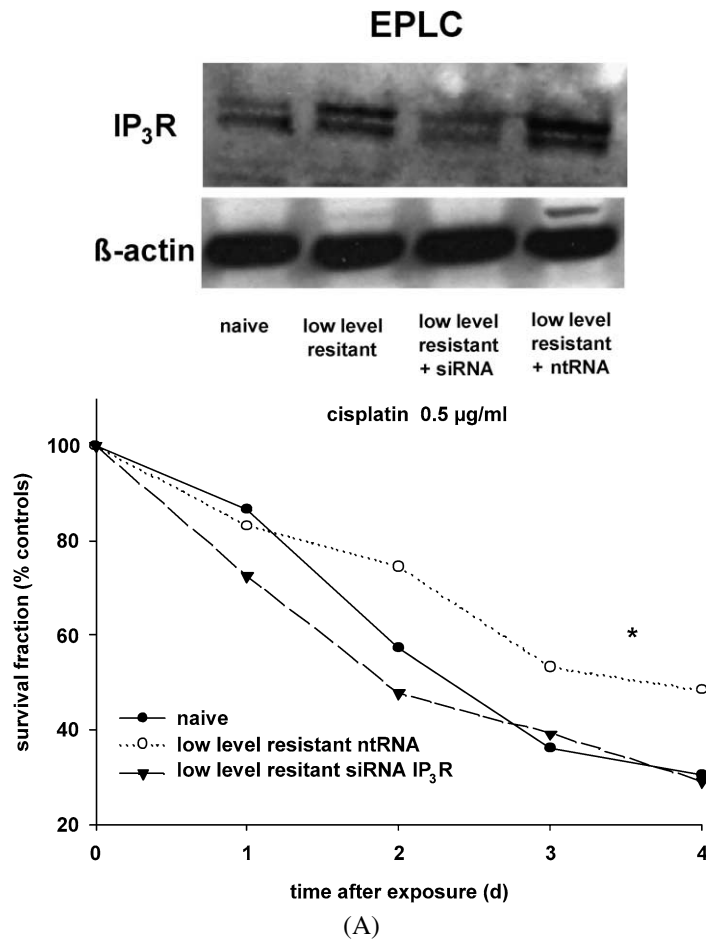 EPLC
IP3R
ß-actin
naive
low level
resitant
low level
resistant
+ siRNA
low level
resistant
+ ntRNA
cisplatin 0.5 µg/ml
survival fraction (% controls)
100
80
60
40
20
*
naive
low level resistant ntRNA
low level resitant siRNA IP3R
0
1
2
3
4
time after exposure (d)
(A)